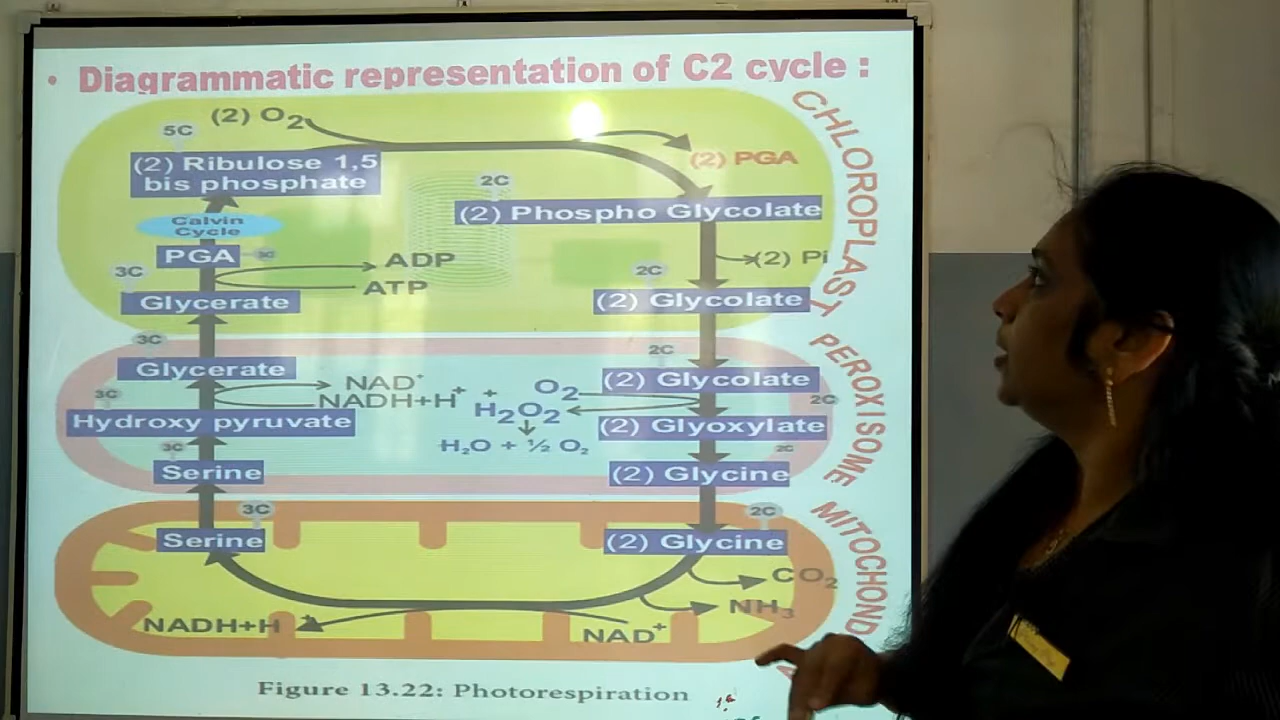 • Diagrammatic representation of C2 cycle :
(2) O2
5C
(2) Ribulose 1,5
bis phosphate
(2) PGA
2C
(2) Phospho Glycolate
Calvin
Cycle
PGA
3C
ADP
ATP
Glycerate
(2) Pi
2C
(2) Glycolate
CHLOROPLAST
3C
Glycerate
2C
(2) Glycolate
NAD+
NADH+H+
+
O2
H2O2
H2O + ½ O2
3C
Hydroxy pyruvate
2C
(2) Glyoxylate
3C
Serine
2C
(2) Glycine
PEROXISOME
3C
Serine
2C
(2) Glycine
CO2
NH3
NADH+H+
NAD+
MITOCHOND
Figure 13.22: Photorespiration